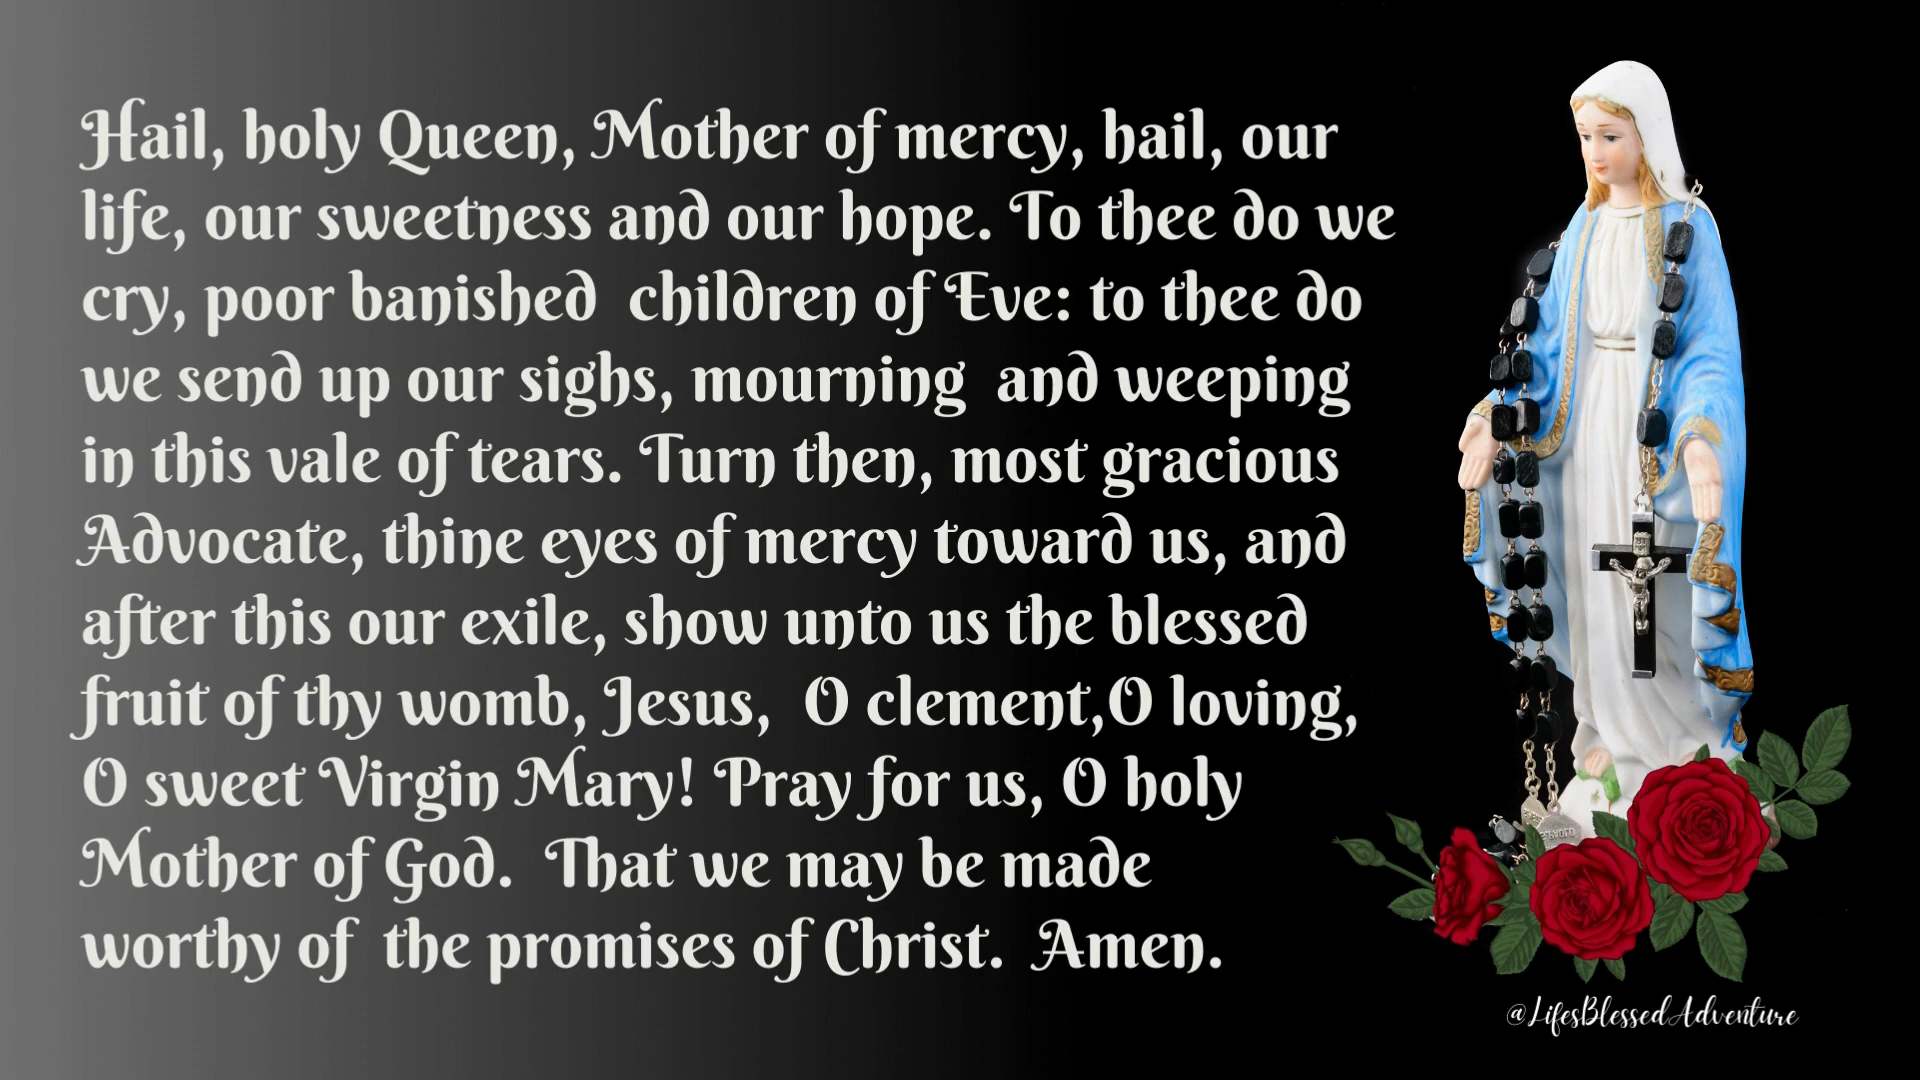 Hail, holy Queen, Mother of mercy, hail, our
life, our sweetness and our hope. To thee do we
cry, poor banished children of Eve: to thee do
we send up our sighs, mourning and weeping
in this vale of tears. Turn then, most gracious
Advocate, thine eyes of mercy toward us, and
after this our exile, show unto us the blessed
fruit of thy womb, Jesus, O clement,O loving,
O sweet Virgin Mary! Pray for us, O holy
Mother of God. That we may be made
worthy of the promises of Christ. Amen.
@LifesBlessedAdventure